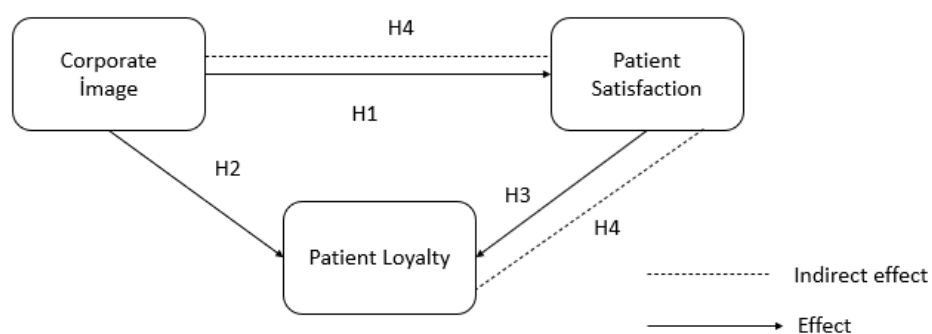 H4
Corporate
İmage
Patient
Satisfaction
H1
H2
H3
Patient Loyalty
H4
Indirect effect
Effect